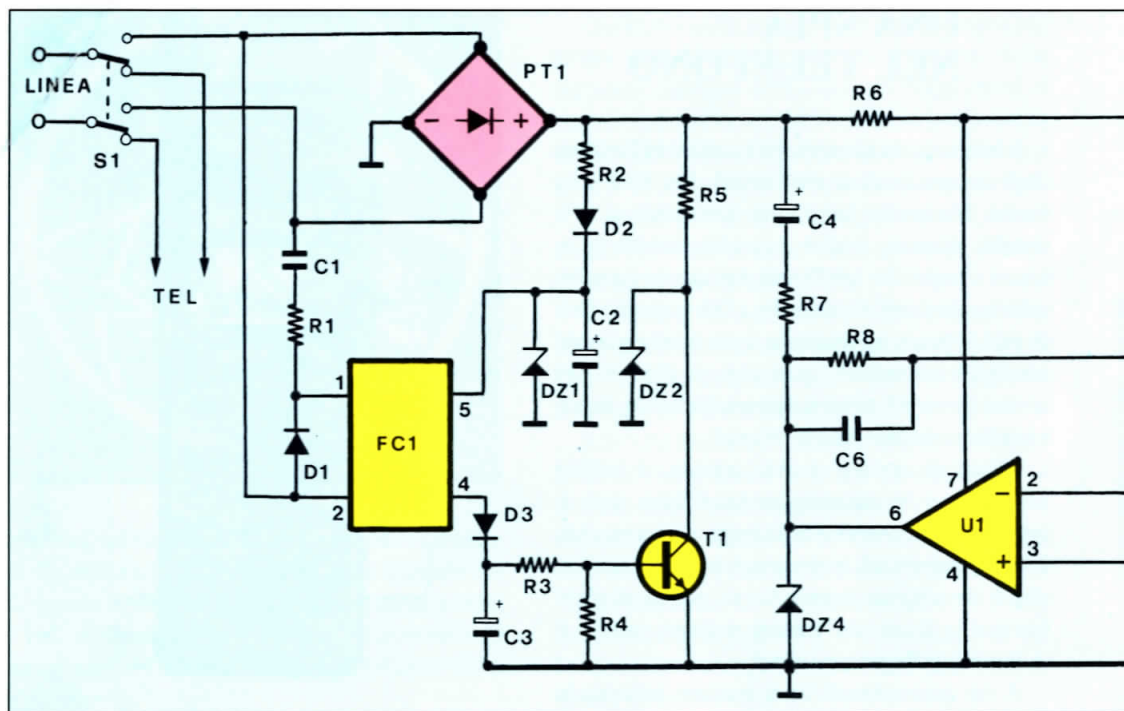 PT1
- +
LINEA
S1
TEL
R6
R2
R5
D2
C4
C1
R7
R1
C2
+
R8
DZ1
DZ2
C6
1
5
FC1
D1
4
2
D3
7
2
-
6
U1
T1
+
3
4
R3
R4
+
C3
DZ4